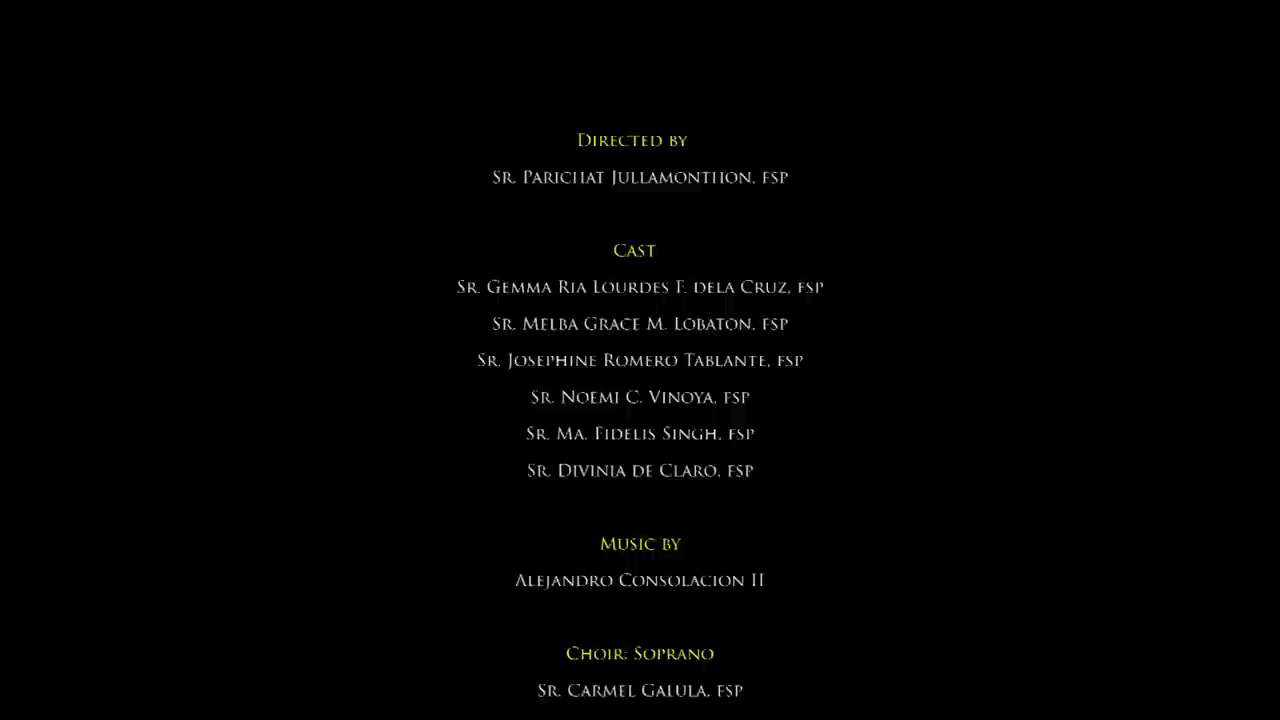 Directed by
Sr. Parichat Jullamonthon, fsp
Cast
Sr. Gemma Ria Lourdes F. dela Cruz, fsp
Sr. Melba Grace M. Lobaton, fsp
Sr. Josephine Romero Tablante, fsp
Sr. Noemi C. Vinoya, fsp
Sr. Ma. Fidelis Singh, fsp
Sr. Divinia de Claro, fsp
Music by
Alejandro Consolacion II
Choir: Soprano
Sr. Carmel Galula, fsp